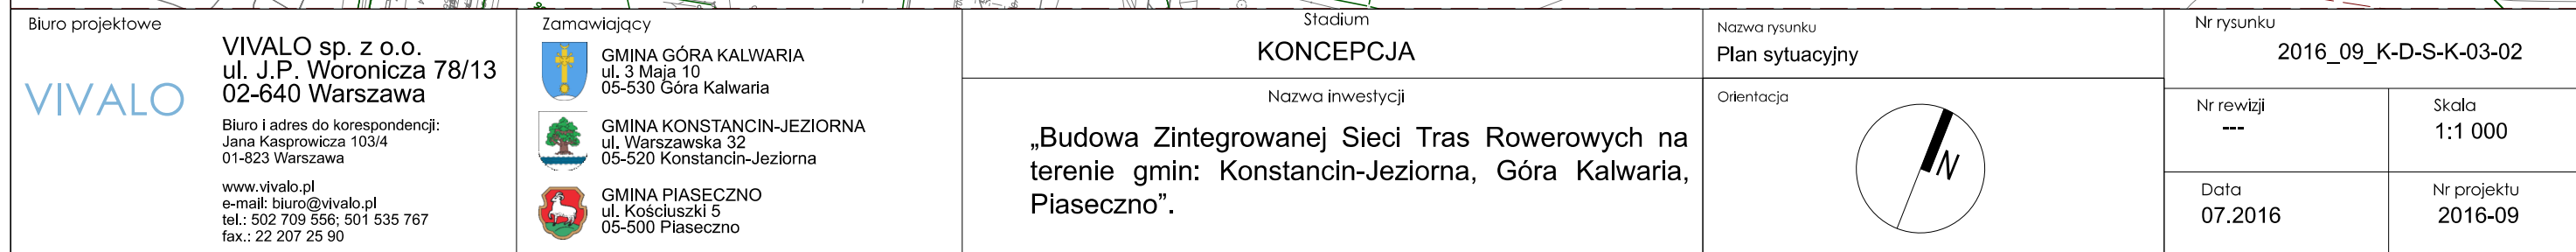 Biuro projektowe
VIVALO
VIVALO sp. z o.o.
ul. J.P. Woronicza 78/13
02-640 Warszawa
Biuro i adres do korespondencji:
Jana Kasprowicza 103/4
01-823 Warszawa
www.vivalo.pl
e-mail: biuro@vivalo.pl
tel.: 502 709 556; 501 535 767
fax.: 22 207 25 90
Zamawiający
GMINA GÓRA KALWARIA
ul. 3 Maja 10
05-530 Góra Kalwaria
GMINA KONSTANCIN-JEZIORNA
ul. Warszawska 32
05-520 Konstancin-Jeziorna
GMINA PIASECZNO
ul. Kościuszki 5
05-500 Piaseczno
Stadium
KONCEPCJA
Nazwa inwestycji
„Budowa Zintegrowanej Sieci Tras Rowerowych na
terenie gmin: Konstancin-Jeziorna, Góra Kalwaria,
Piaseczno”.
Nazwa rysunku
Plan sytuacyjny
Orientacja
N
Nr rysunku
2016_09_K-D-S-K-03-02
Nr rewizji
---
Skala
1:1 000
Data
07.2016
Nr projektu
2016-09